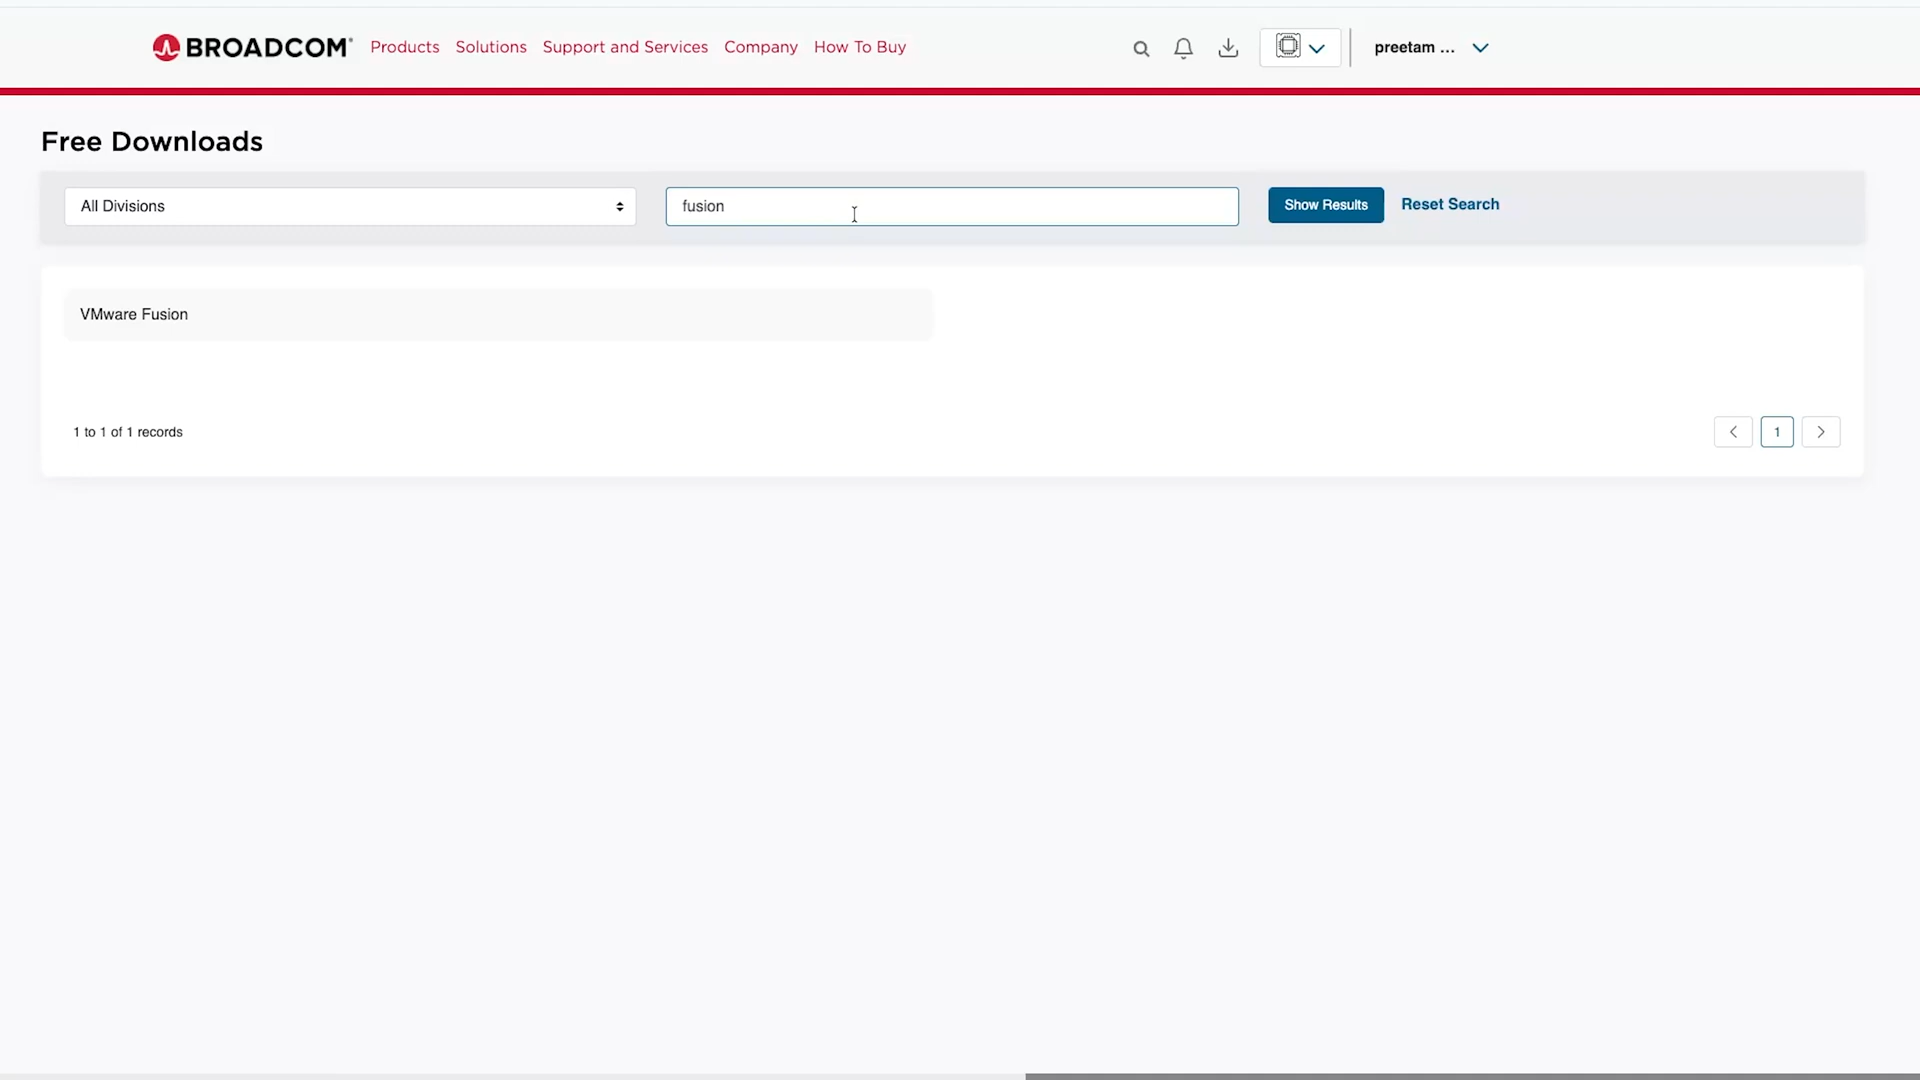 BROADCOM Products Solutions Support and Services Company How To Buy preetam ...
Free Downloads
All Divisions fusion Show Results Reset Search
VMware Fusion
1 to 1 of 1 records 1